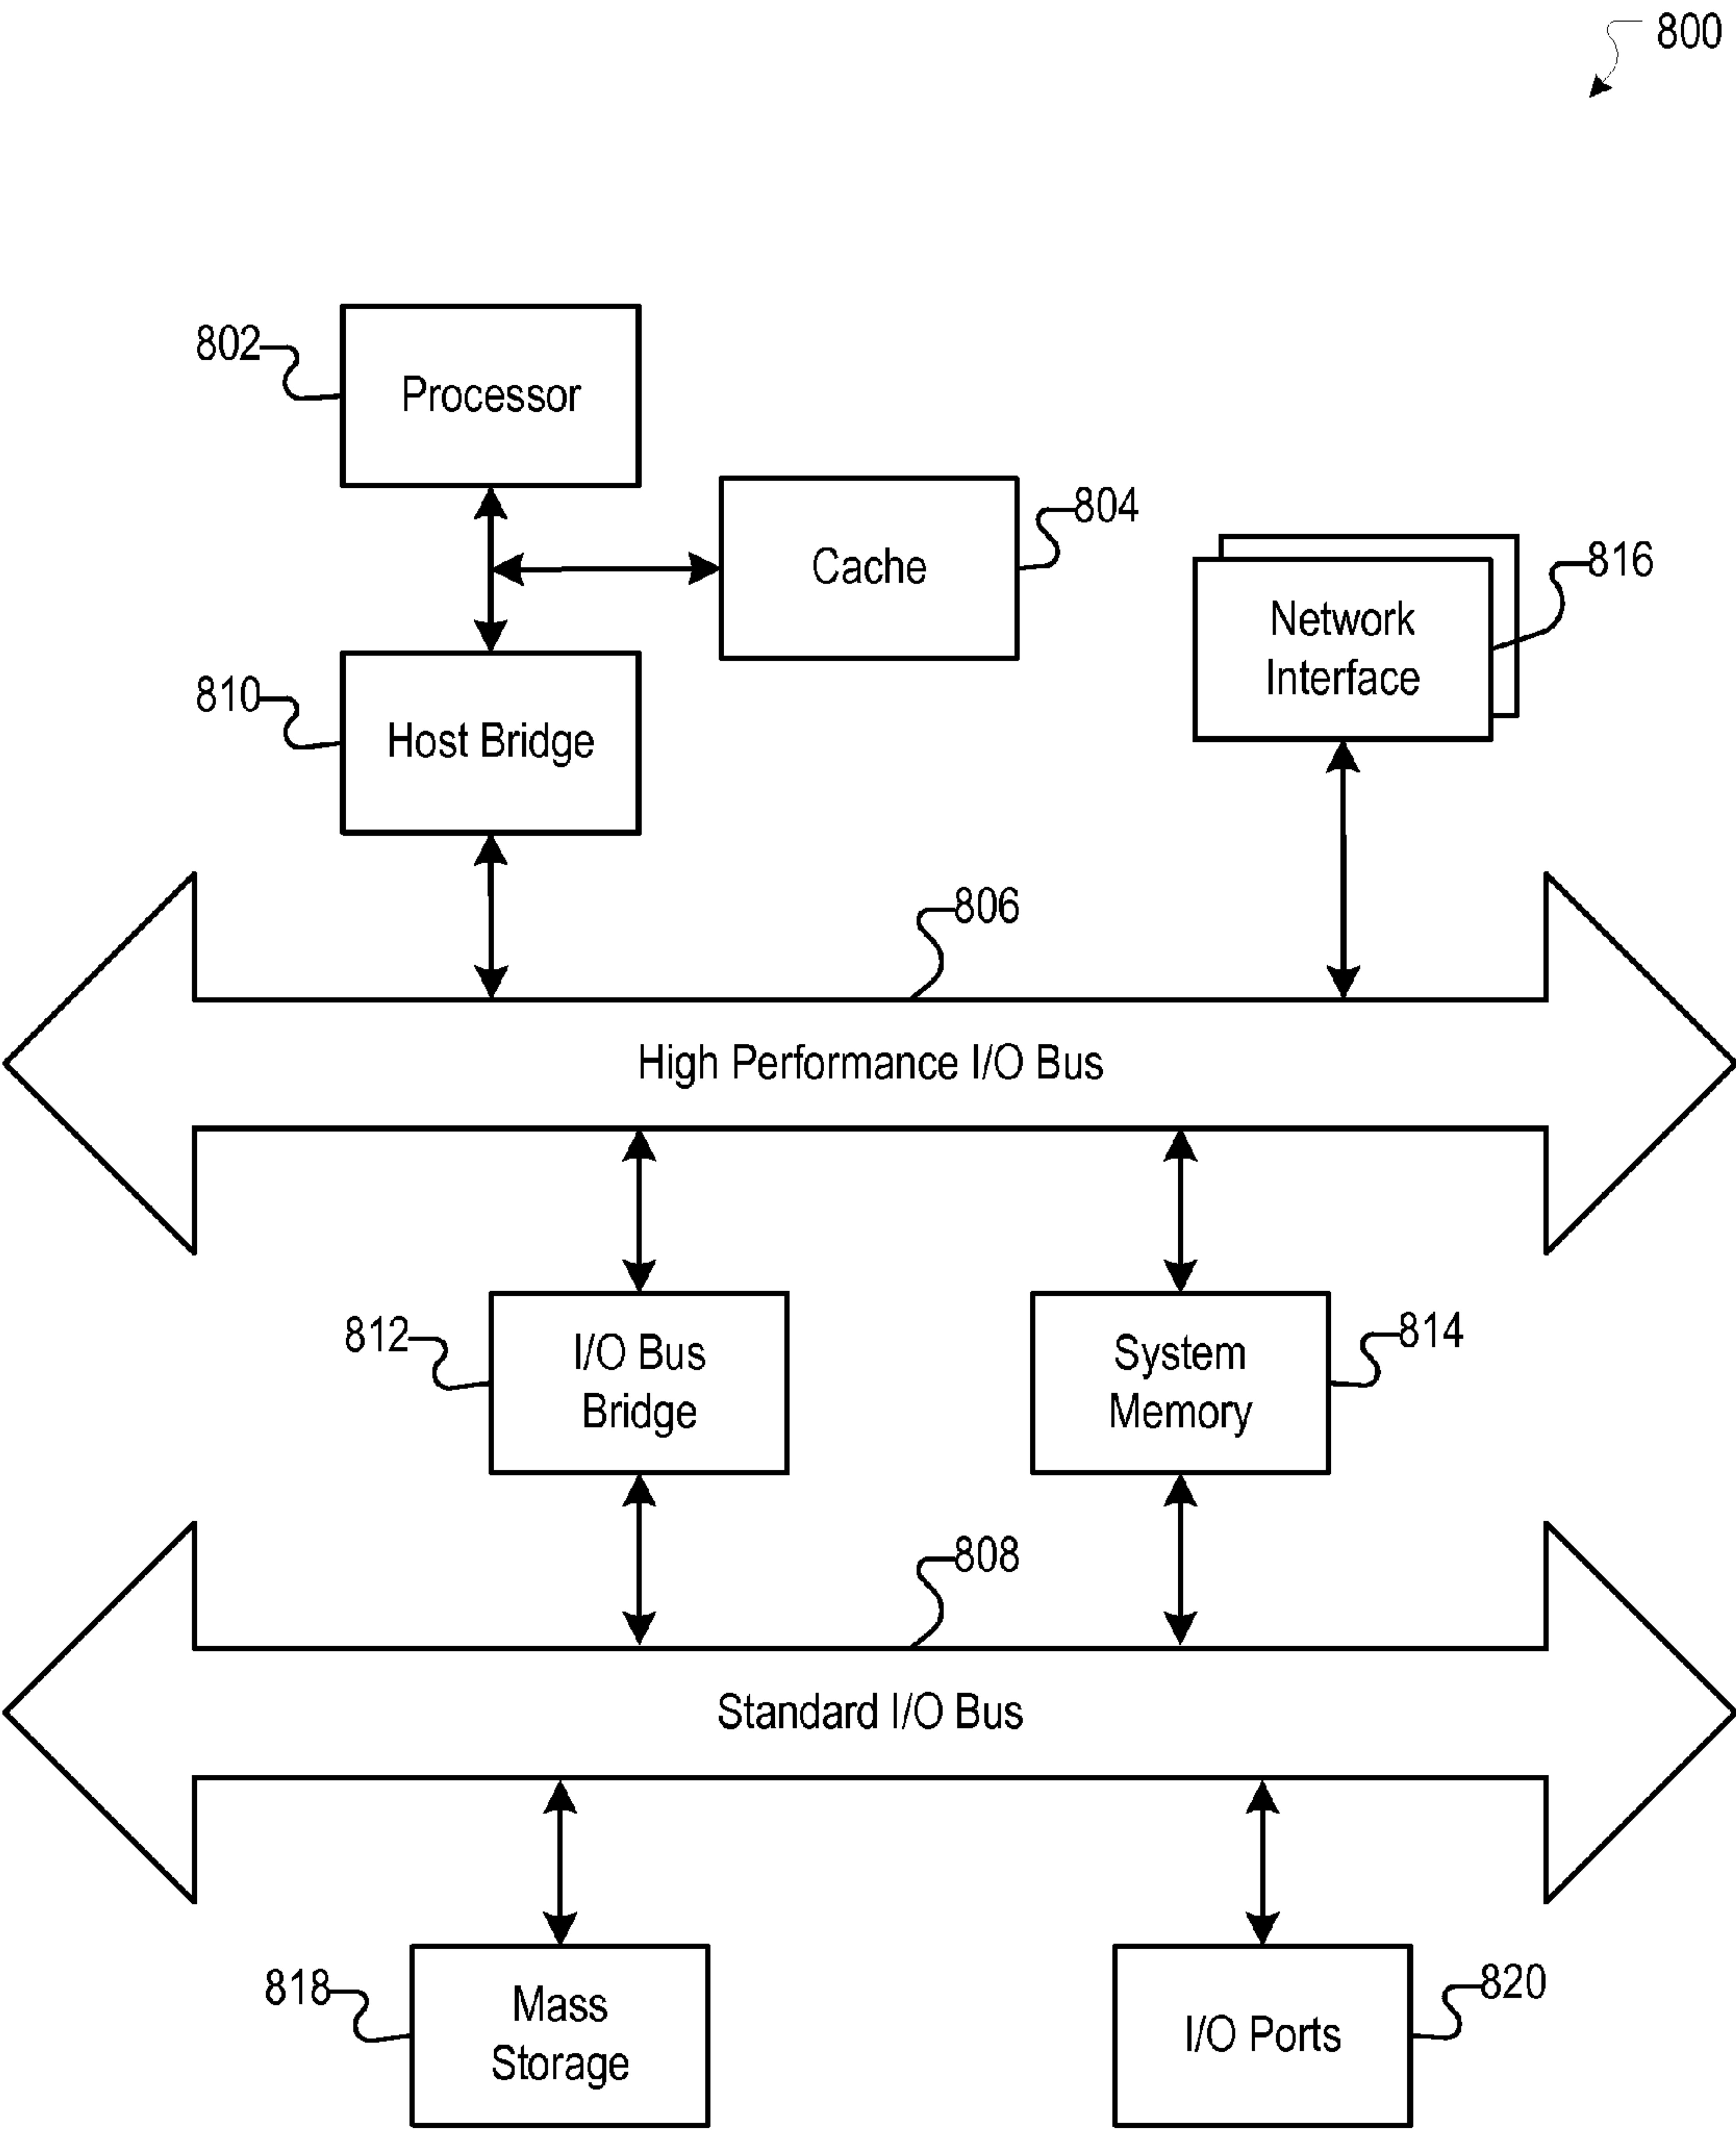 800
802
Processor
804
Cache
816
Network
Interface
810
Host Bridge
806
High Performance I/O Bus
812
I/O Bus
Bridge
814
System
Memory
808
Standard I/O Bus
818
Mass
Storage
820
I/O Ports